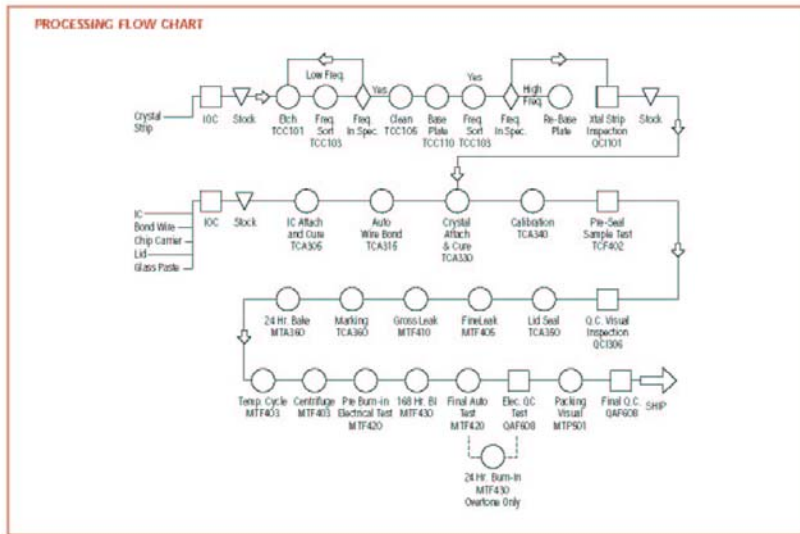 PROCESSING FLOW CHART
Low Freq.
Yes
Yes
High
Freq.
Crystal
Strip
IOC
Stock
Etch
TCC101
Freq.
Sort
TCC103
Freq.
In Spec.
Clean
TCC106
Base
Plate
TCC110
Freq.
Sort
TCC103
Freq.
In Spec.
Re-Base
Plate
Xtal Strip
Inspection
QCI101
Stock
IC
Bond Wire
Chip Carrier
Lid
Glass Paste
IOC
Stock
IC Attach
and Cure
TCA306
Auto
Wire Bond
TCA316
Crystal
Attach
& Cure
TCA330
Calibration
TCA340
Pre-Seal
Sample Test
TCF402
24 Hr. Bake
MTA360
Marking
TCA360
Gross Leak
MTF410
Fine Leak
MTF405
Lid Seal
TCA350
Q.C. Visual
Inspection
QCI306
Temp. Cycle
MTF403
Centrifuge
MTF403
Pre Burn-in
Electrical Test
MTF420
168 Hr. BI
MTF430
Final Auto
Test
MTF420
Elec. QC
Test
QAF608
Packing
Visual
MTP501
Final Q.C.
QAF608
SHIP
24 Hr. Burn-In
MTF430
Overtone Only